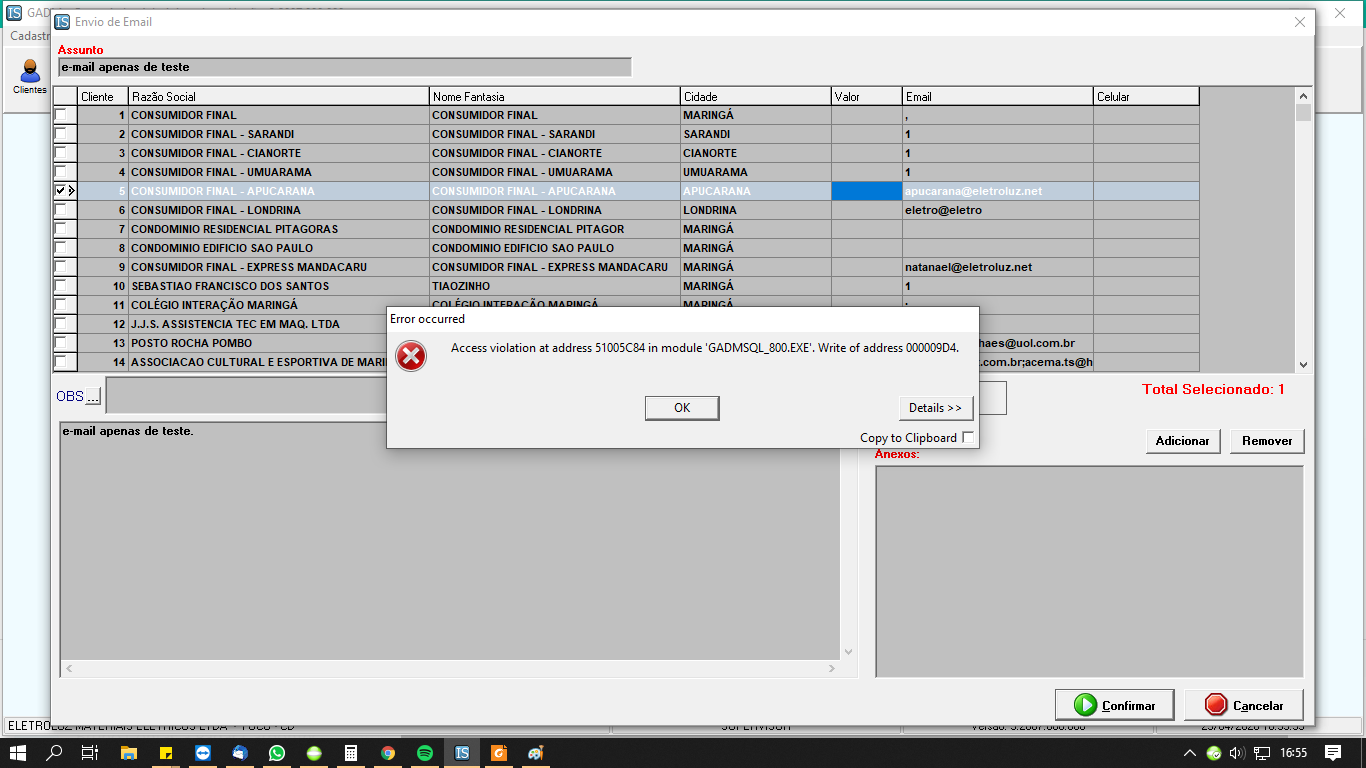 GAD
Envio de Email
Cadastr
Clientes
Assunto
e-mail apenas de teste
Cliente Razão Social Nome Fantasia Cidade Valor Email Celular
1 CONSUMIDOR FINAL CONSUMIDOR FINAL MARINGÁ ,
2 CONSUMIDOR FINAL - SARANDI CONSUMIDOR FINAL - SARANDI SARANDI 1
3 CONSUMIDOR FINAL - CIANORTE CONSUMIDOR FINAL - CIANORTE CIANORTE 1
4 CONSUMIDOR FINAL - UMUARAMA CONSUMIDOR FINAL - UMUARAMA UMUARAMA 1
5 CONSUMIDOR FINAL - APUCARANA CONSUMIDOR FINAL - APUCARANA APUCARANA apucarana@eletroluz.net
6 CONSUMIDOR FINAL - LONDRINA CONSUMIDOR FINAL - LONDRINA LONDRINA eletro@eletro
7 CONDOMINIO RESIDENCIAL PITAGORAS CONDOMINIO RESIDENCIAL PITAGOR MARINGÁ
8 CONDOMINIO EDIFICIO SAO PAULO CONDOMINIO EDIFICIO SAO PAULO MARINGÁ
9 CONSUMIDOR FINAL - EXPRESS MANDACARU CONSUMIDOR FINAL - EXPRESS MANDACARU MARINGÁ natanael@eletroluz.net
10 SEBASTIAO FRANCISCO DOS SANTOS TIAOZINHO MARINGÁ 1
11 COLÉGIO INTERAÇÃO MARINGÁ COLÉGIO INTERAÇÃO MARINGÁ MARINGÁ
12 J.J.S. ASSISTENCIA TEC EM MAQ. LTDA
13 POSTO ROCHA POMBO haes@uol.com.br
14 ASSOCIACAO CULTURAL E ESPORTIVA DE MARI .com.br;acema.ts@h
Error occurred
Access violation at address 51005C84 in module 'GADMSQL_800.EXE'. Write of address 000009D4.
OK
Details >>
Copy to Clipboard
OBS ...
Total Selecionado: 1
e-mail apenas de teste.
Adicionar Remover
Anexos:
Confirmar Cancelar
ELETROLUZ MATERIAIS ELETRICOS LTDA
16:55